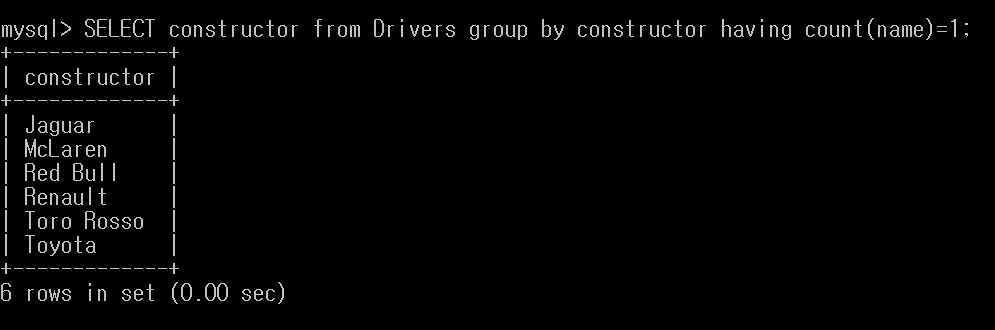 mysql> SELECT constructor from Drivers group by constructor having count(name)=1;
+-------------+
| constructor |
+-------------+
| Jaguar      |
| McLaren     |
| Red Bull    |
| Renault     |
| Toro Rosso  |
| Toyota      |
+-------------+
6 rows in set (0.00 sec)